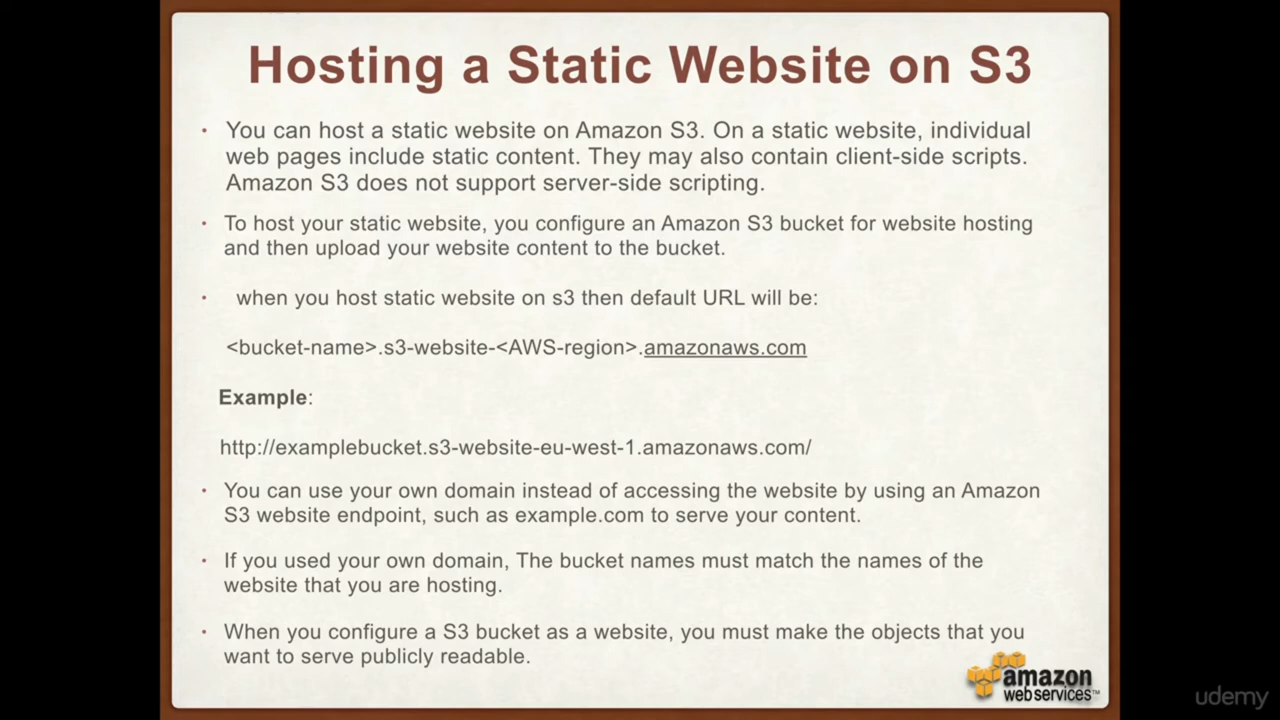 Hosting a Static Website on S3
• You can host a static website on Amazon S3. On a static website, individual
web pages include static content. They may also contain client-side scripts.
Amazon S3 does not support server-side scripting.
• To host your static website, you configure an Amazon S3 bucket for website hosting
and then upload your website content to the bucket.
• when you host static website on s3 then default URL will be:
<bucket-name>.s3-website-<AWS-region>.amazonaws.com
Example:
http://examplebucket.s3-website-eu-west-1.amazonaws.com/
• You can use your own domain instead of accessing the website by using an Amazon
S3 website endpoint, such as example.com to serve your content.
• If you used your own domain, The bucket names must match the names of the
website that you are hosting.
• When you configure a S3 bucket as a website, you must make the objects that you
want to serve publicly readable.
amazon
webservices™
udemy